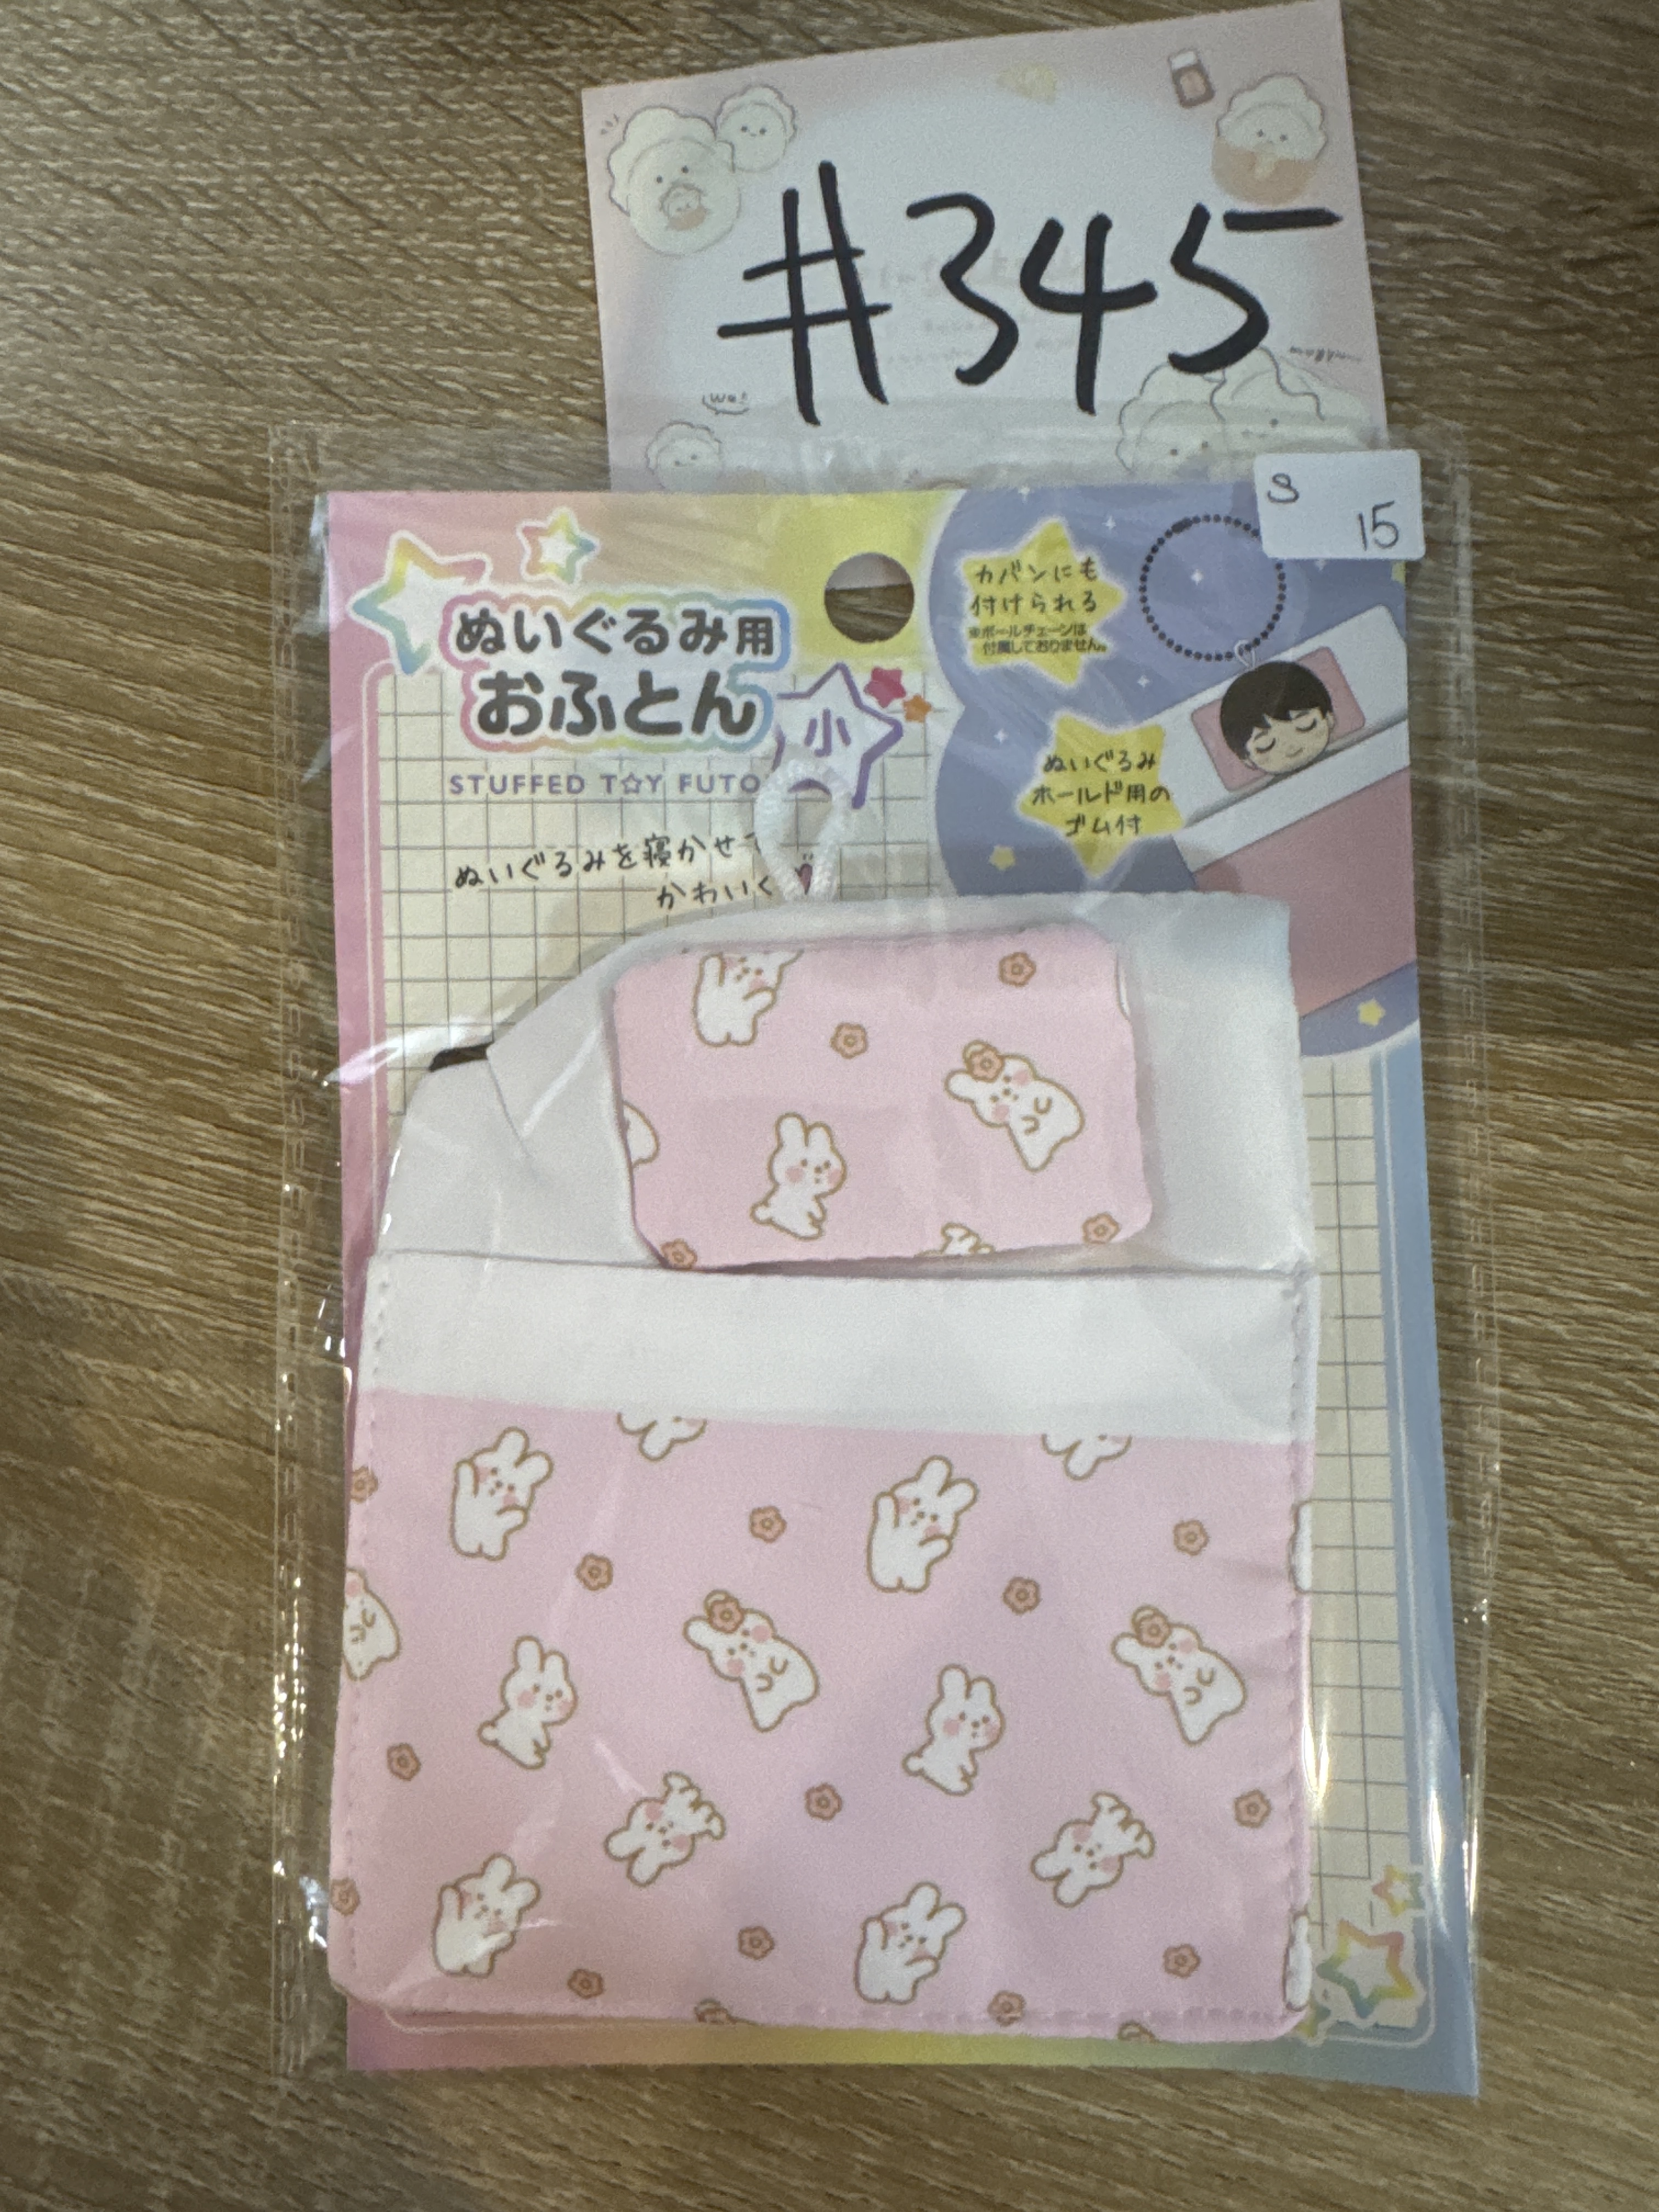 #345
S
15
カバンにも
付けられる
※ボールチェーンは
付属しておりません。
ぬいぐるみ用
おふとん
小
STUFFED TOY FUTO
ぬいぐるみを寝かせて
かわいく
ぬいぐるみ
ホールド用の
ゴム付
wa!